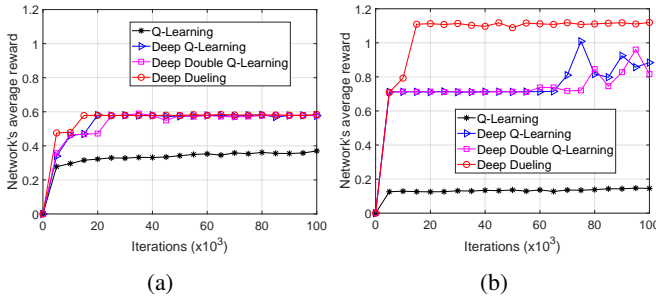 (a)
1.2
1
0.8
0.6
0.4
0.2
0
Network's average reward
Q-Learning
Deep Q-Learning
Deep Double Q-Learning
Deep Dueling
0 20 40 60 80 100
Iterations (x10³)
(b)
1.2
1
0.8
0.6
0.4
0.2
0
Network's average reward
Q-Learning
Deep Q-Learning
Deep Double Q-Learning
Deep Dueling
0 20 40 60 80 100
Iterations (x10³)
(a)
(b)